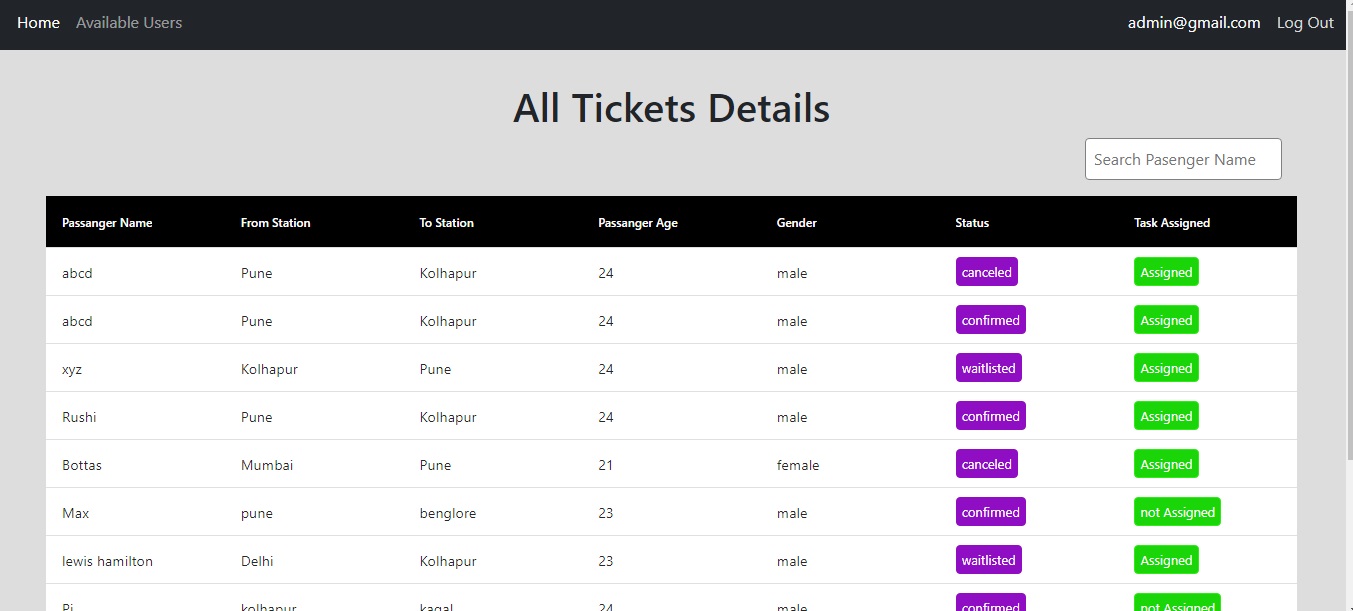 Home Available Users admin@gmail.com Log Out
All Tickets Details
Search Pasenger Name
Passanger Name From Station To Station Passanger Age Gender Status Task Assigned
abcd Pune Kolhapur 24 male canceled Assigned
abcd Pune Kolhapur 24 male confirmed Assigned
xyz Kolhapur Pune 24 male waitlisted Assigned
Rushi Pune Kolhapur 24 male confirmed Assigned
Bottas Mumbai Pune 21 female canceled Assigned
Max pune benglore 23 male confirmed not Assigned
lewis hamilton Delhi Kolhapur 23 male waitlisted Assigned
kolhapur kagal 24 male confirmed not Assigned